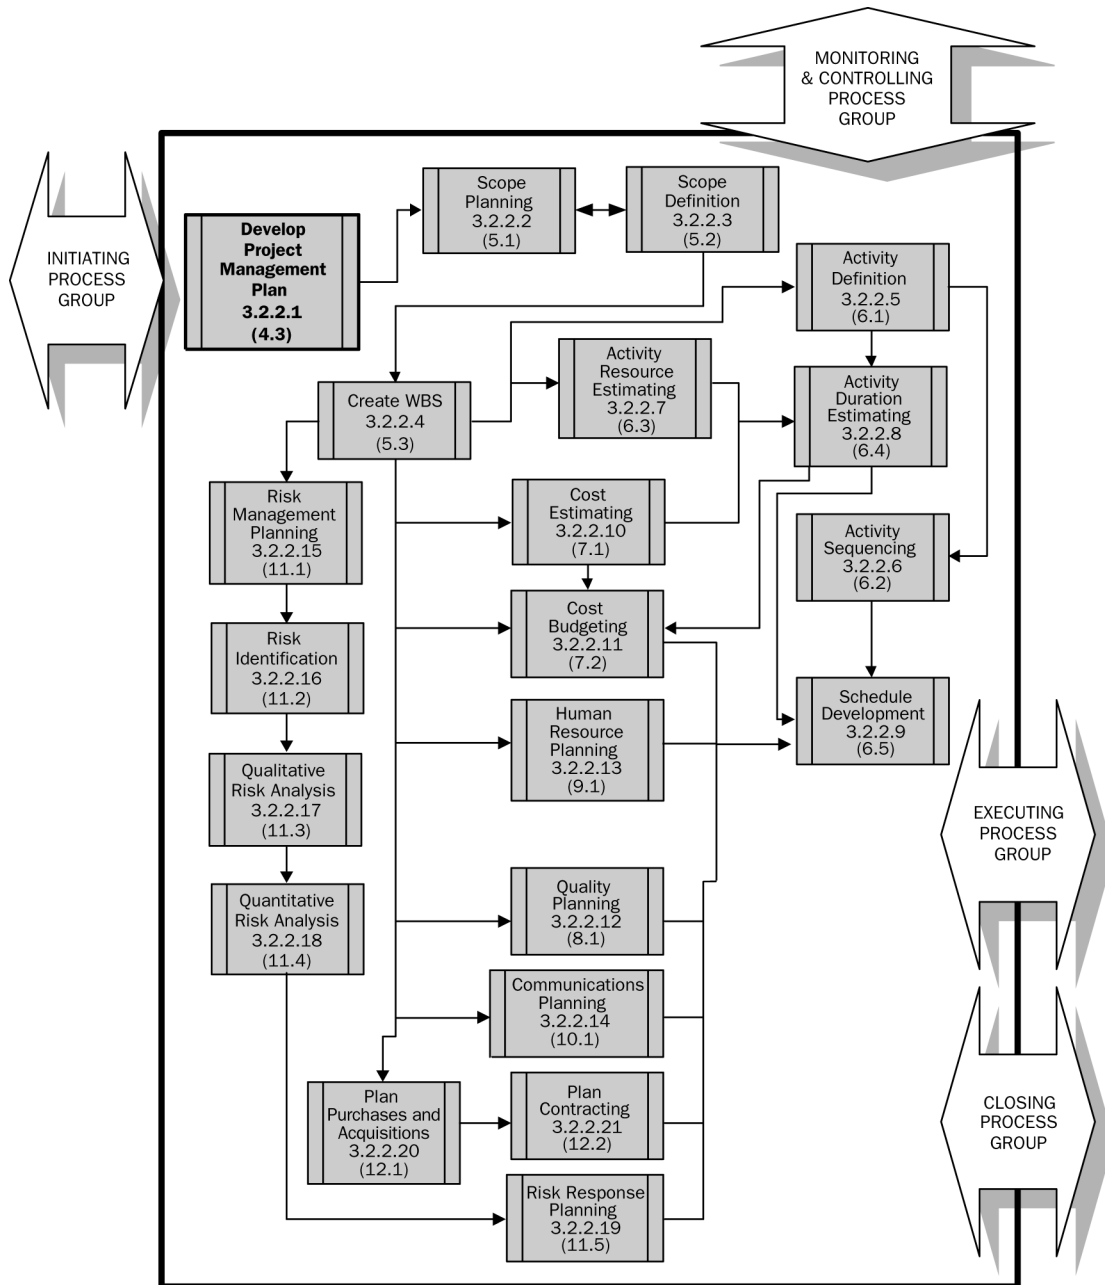 MONITORING
& CONTROLLING
PROCESS
GROUP
INITIATING
PROCESS
GROUP
Develop
Project
Management
Plan
3.2.2.1
(4.3)
Scope
Planning
3.2.2.2
(5.1)
Scope
Definition
3.2.2.3
(5.2)
Activity
Definition
3.2.2.5
(6.1)
Create WBS
3.2.2.4
(5.3)
Activity
Resource
Estimating
3.2.2.7
(6.3)
Activity
Duration
Estimating
3.2.2.8
(6.4)
Risk
Management
Planning
3.2.2.15
(11.1)
Cost
Estimating
3.2.2.10
(7.1)
Activity
Sequencing
3.2.2.6
(6.2)
Risk
Identification
3.2.2.16
(11.2)
Cost
Budgeting
3.2.2.11
(7.2)
Schedule
Development
3.2.2.9
(6.5)
Human
Resource
Planning
3.2.2.13
(9.1)
Qualitative
Risk Analysis
3.2.2.17
(11.3)
EXECUTING
PROCESS
GROUP
Quantitative
Risk Analysis
3.2.2.18
(11.4)
Quality
Planning
3.2.2.12
(8.1)
Communications
Planning
3.2.2.14
(10.1)
Plan
Purchases and
Acquisitions
3.2.2.20
(12.1)
Plan
Contracting
3.2.2.21
(12.2)
CLOSING
PROCESS
GROUP
Risk Response
Planning
3.2.2.19
(11.5)